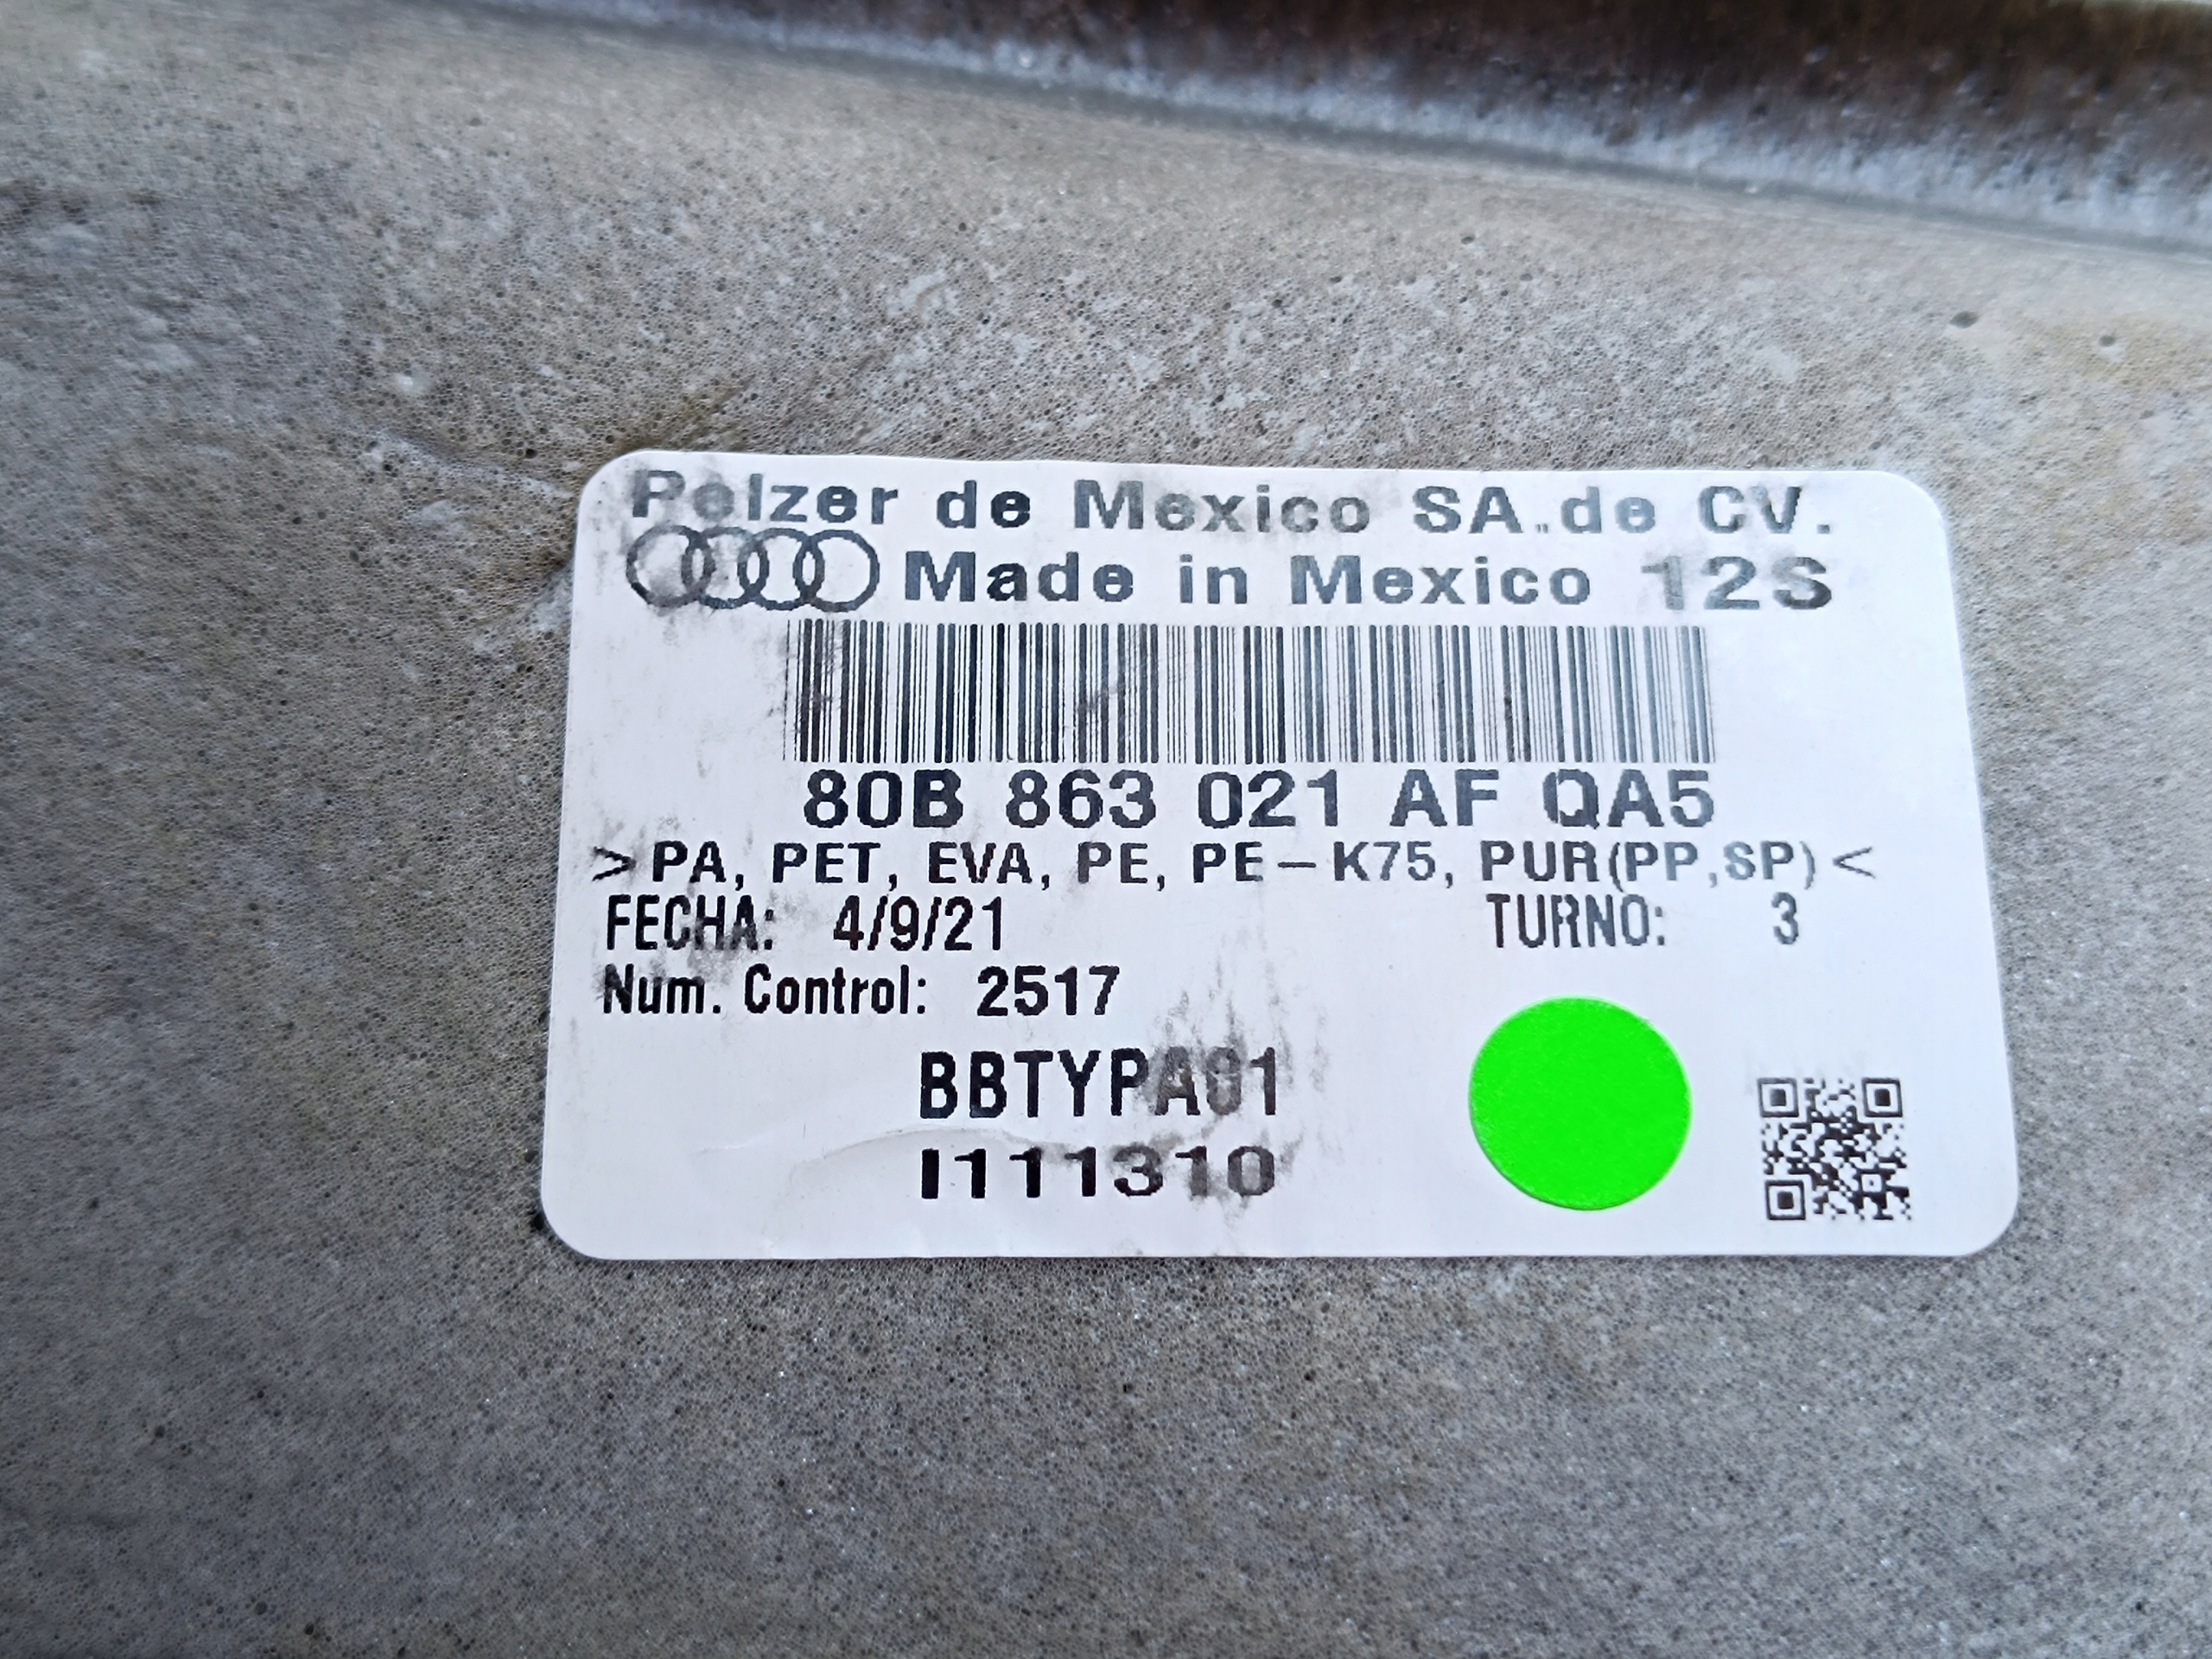 Pelzer de Mexico SA. de CV.
Made in Mexico 12S
80B 863 021 AF QA5
>PA, PET, EVA, PE, PE-K75, PUR(PP,SP)<
FECHA: 4/9/21 TURNO: 3
Num. Control: 2517
BBTYPA01
I111310